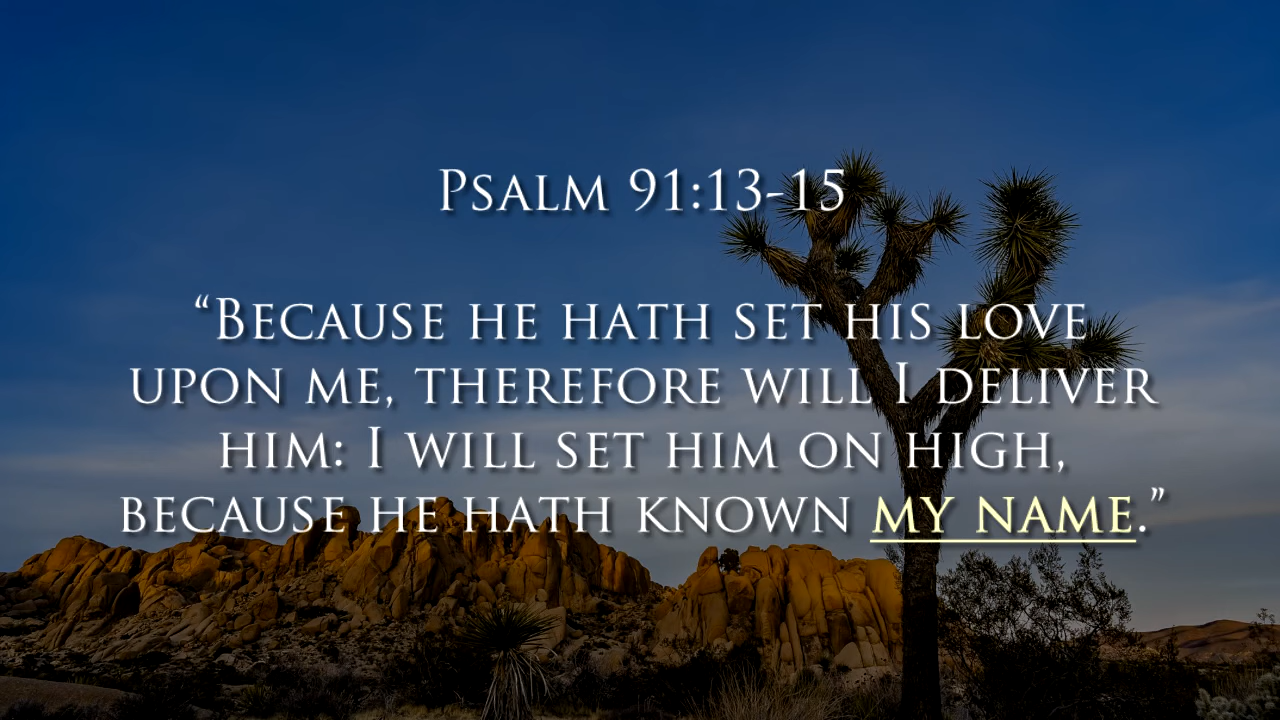 Psalm 91:13-15
“Because he hath set his love
upon me, therefore will I deliver
him: I will set him on high,
because he hath known my name.”